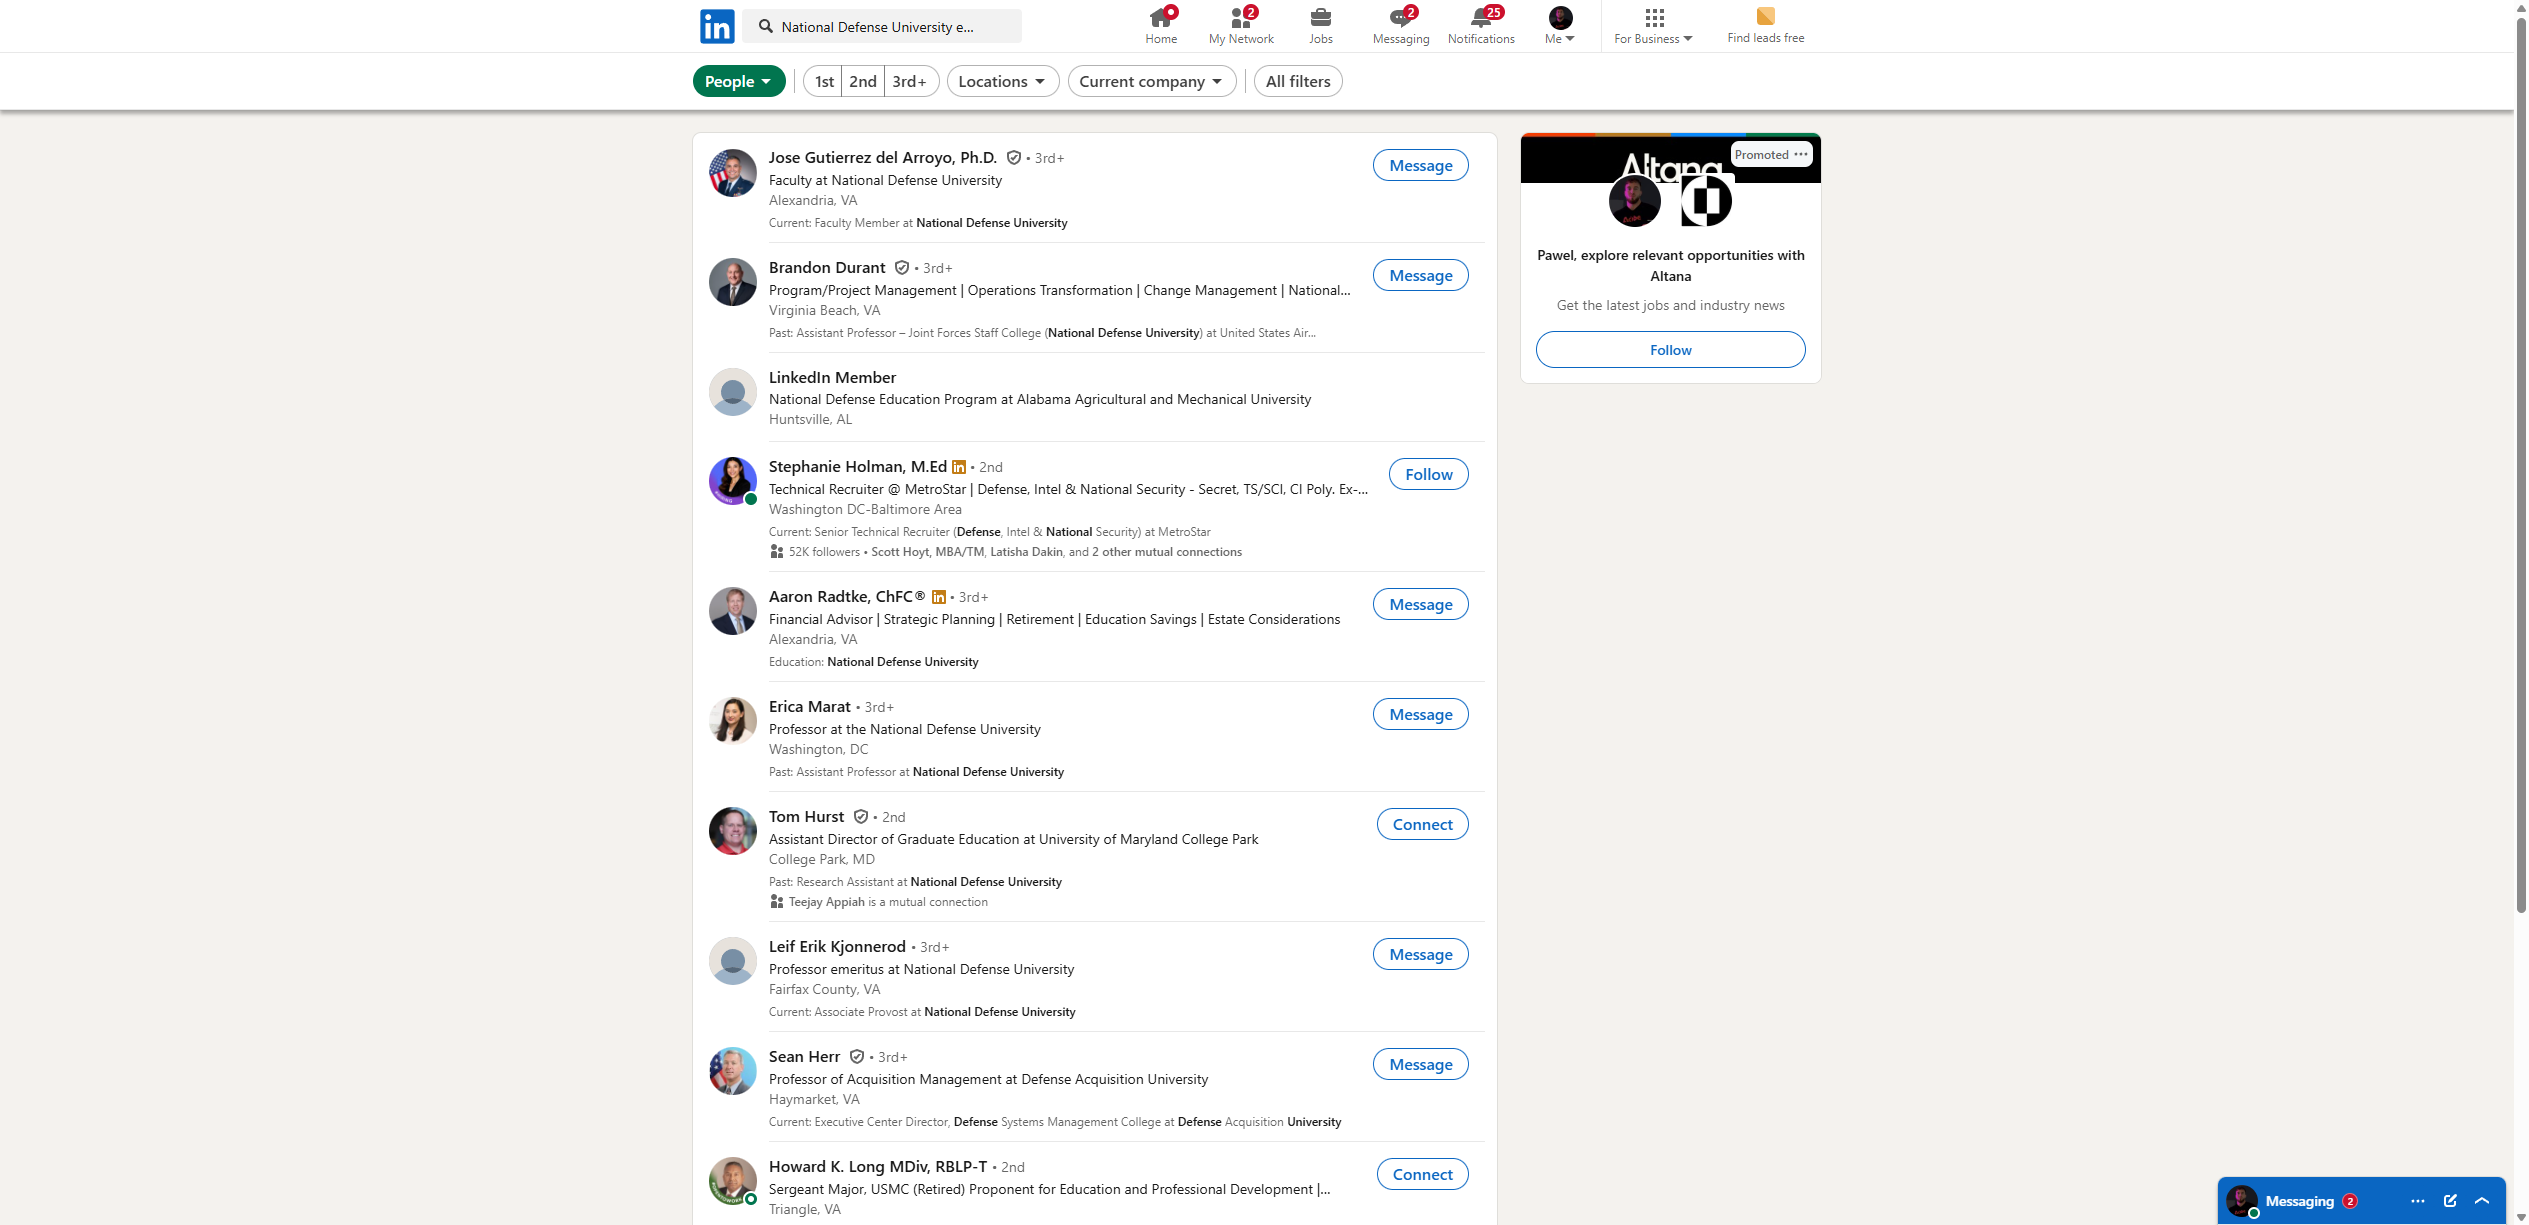 in
National Defense University e...
Home
2
My Network
Jobs
2
Messaging
25
Notifications
Me
For Business
Find leads free
People
1st
2nd
3rd+
Locations
Current company
All filters
Jose Gutierrez del Arroyo, Ph.D. • 3rd+
Message
Faculty at National Defense University
Alexandria, VA
Current: Faculty Member at National Defense University
Brandon Durant • 3rd+
Message
Program/Project Management | Operations Transformation | Change Management | National...
Virginia Beach, VA
Past: Assistant Professor – Joint Forces Staff College (National Defense University) at United States Air...
LinkedIn Member
National Defense Education Program at Alabama Agricultural and Mechanical University
Huntsville, AL
Stephanie Holman, M.Ed in • 2nd
Follow
Technical Recruiter @ MetroStar | Defense, Intel & National Security - Secret, TS/SCI, CI Poly. Ex-...
Washington DC-Baltimore Area
Current: Senior Technical Recruiter (Defense, Intel & National Security) at MetroStar
52K followers • Scott Hoyt, MBA/TM, Latisha Dakin, and 2 other mutual connections
Aaron Radtke, ChFC® in • 3rd+
Message
Financial Advisor | Strategic Planning | Retirement | Education Savings | Estate Considerations
Alexandria, VA
Education: National Defense University
Erica Marat • 3rd+
Message
Professor at the National Defense University
Washington, DC
Past: Assistant Professor at National Defense University
Tom Hurst • 2nd
Connect
Assistant Director of Graduate Education at University of Maryland College Park
College Park, MD
Past: Research Assistant at National Defense University
Teejay Appiah is a mutual connection
Leif Erik Kjonnerod • 3rd+
Message
Professor emeritus at National Defense University
Fairfax County, VA
Current: Associate Provost at National Defense University
Sean Herr • 3rd+
Message
Professor of Acquisition Management at Defense Acquisition University
Haymarket, VA
Current: Executive Center Director, Defense Systems Management College at Defense Acquisition University
Howard K. Long MDiv, RBLP-T • 2nd
Connect
Sergeant Major, USMC (Retired) Proponent for Education and Professional Development |...
Triangle, VA
Altana
Promoted ...
Pawel, explore relevant opportunities with
Altana
Get the latest jobs and industry news
Follow
Messaging 2 ...